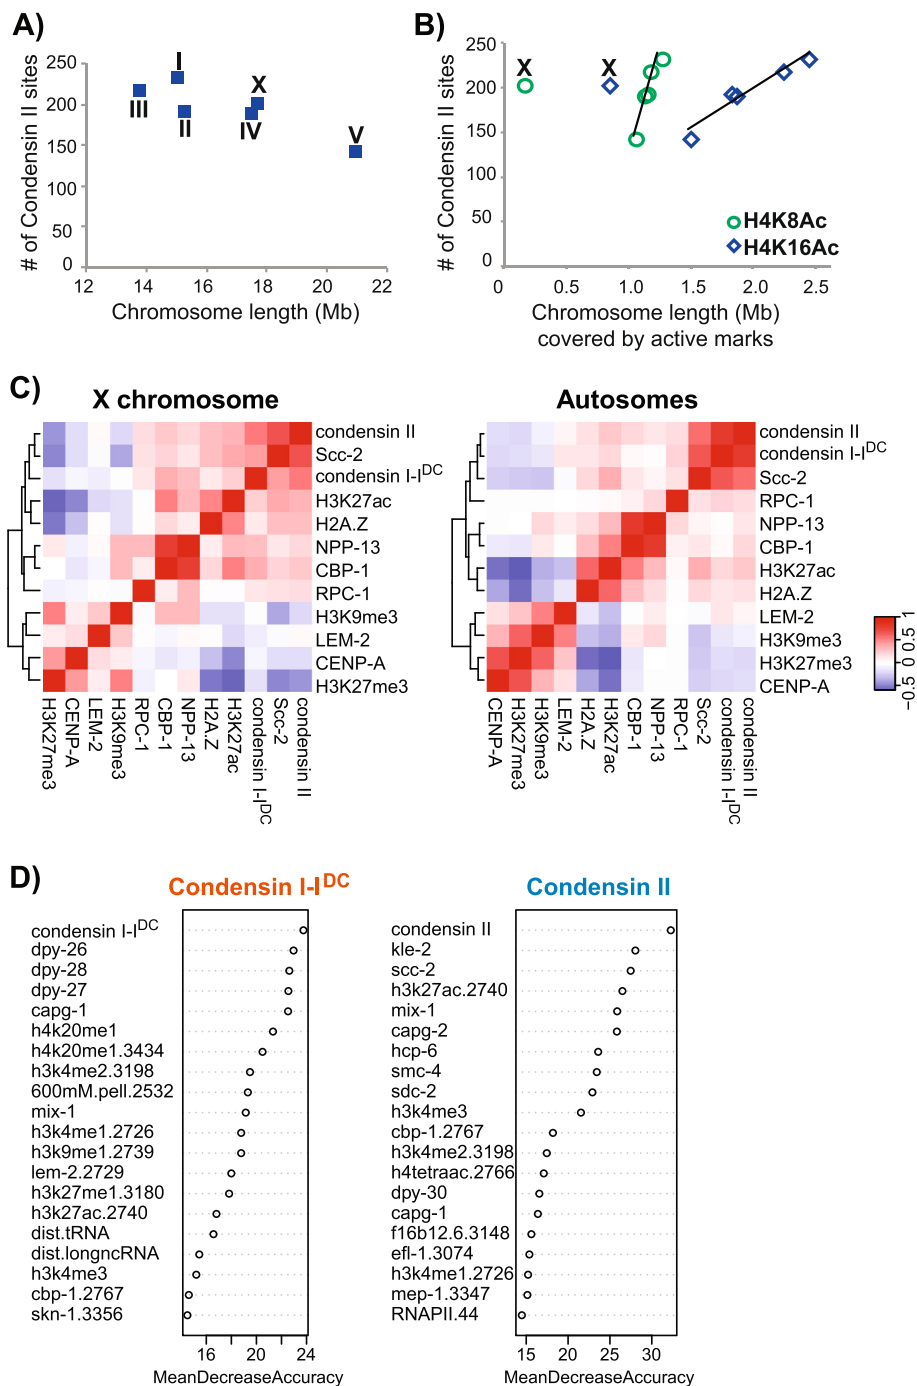 A)
# of Condensin II sites
250
200
150
100
50
0
I
III
II
X
IV
V
12
14
16
18
20
22
Chromosome length (Mb)
B)
# of Condensin II sites
250
200
150
100
50
0
X
X
H4K8Ac
H4K16Ac
0
0.5
1.0
1.5
2.0
2.5
Chromosome length (Mb)
covered by active marks
C)
X chromosome
condensin II
Scc-2
condensin I-I^DC
H3K27ac
H2A.Z
NPP-13
CBP-1
RPC-1
H3K9me3
LEM-2
CENP-A
H3K27me3
H3K27me3
CENP-A
LEM-2
H3K9me3
RPC-1
CBP-1
NPP-13
H2A.Z
H3K27ac
condensin I-I^DC
Scc-2
condensin II
Autosomes
condensin II
condensin I-I^DC
Scc-2
RPC-1
NPP-13
CBP-1
H3K27ac
H2A.Z
LEM-2
H3K9me3
H3K27me3
CENP-A
CENP-A
H3K27me3
H3K9me3
LEM-2
H2A.Z
H3K27ac
CBP-1
NPP-13
RPC-1
Scc-2
condensin I-I^DC
condensin II
−0.5 0 0.5 1
D)
Condensin I-I^DC
condensin I-I^DC
dpy-26
dpy-28
dpy-27
capg-1
h4k20me1
h4k20me1.3434
h3k4me2.3198
600mM.pell.2532
mix-1
h3k4me1.2726
h3k9me1.2739
lem-2.2729
h3k27me1.3180
h3k27ac.2740
dist.tRNA
dist.longncRNA
h3k4me3
cbp-1.2767
skn-1.3356
16
20
24
MeanDecreaseAccuracy
Condensin II
condensin II
kle-2
scc-2
h3k27ac.2740
mix-1
capg-2
hcp-6
smc-4
sdc-2
h3k4me3
cbp-1.2767
h3k4me2.3198
h4tetraac.2766
dpy-30
capg-1
f16b12.6.3148
efl-1.3074
h3k4me1.2726
mep-1.3347
RNAPII.44
15
20
25
30
MeanDecreaseAccuracy